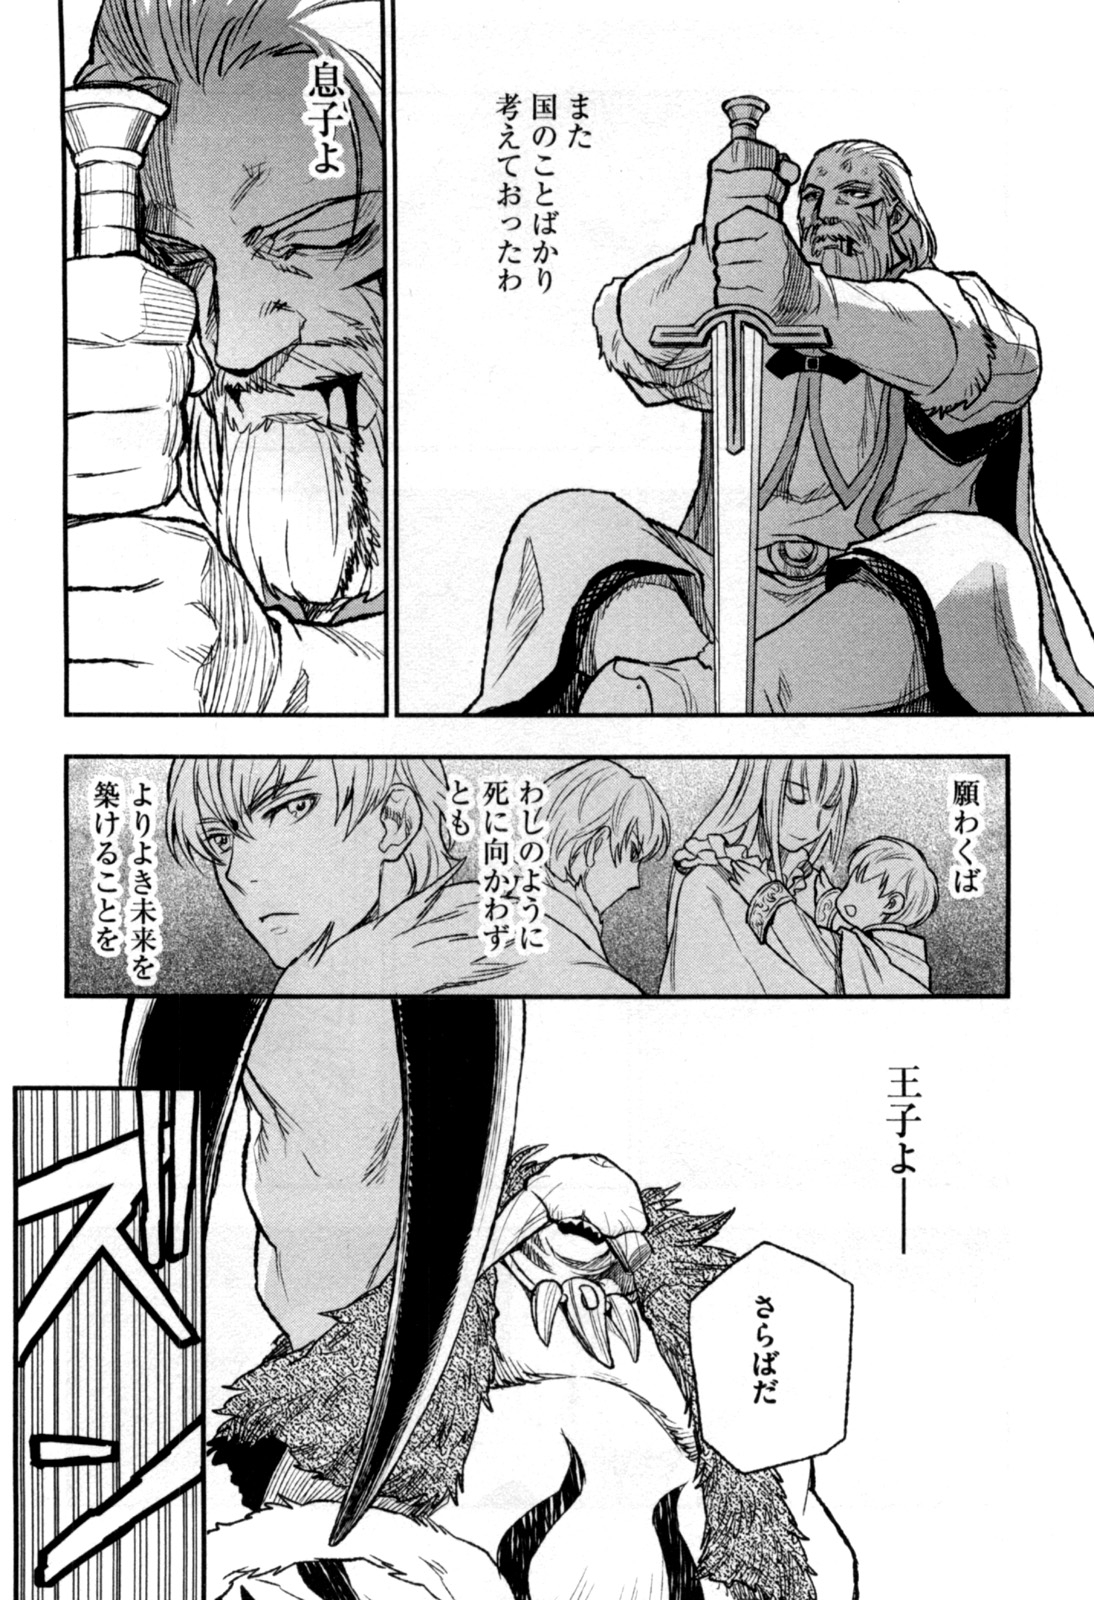 また
国のことばかり
考えておったわ
息子よ
願わくば
わしのように
死に向かわず
とも
よりよき未来を
築けることを
王子よ――
さらばだ
ズン